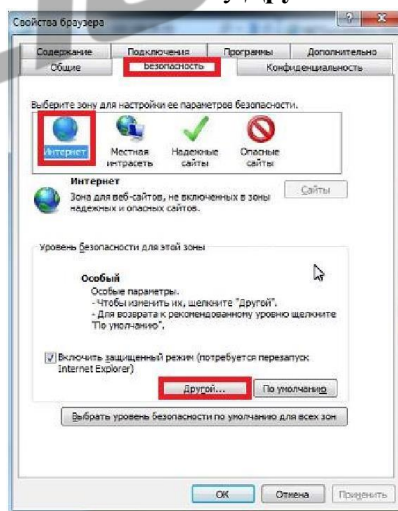 Свойства браузера
Содержание Подключения Программы Дополнительно
Общие Безопасность Конфиденциальность
Выберите зону для настройки ее параметров безопасности.
Интернет Местная интрасеть Надежные сайты Опасные сайты
Интернет
Зона для веб-сайтов, не включенных в зоны
надежных и опасных сайтов.
Сайты
Уровень безопасности для этой зоны
Особый
Особые параметры.
- Чтобы изменить их, щелкните "Другой".
- Для возврата к рекомендованному уровню щелкните
"По умолчанию".
Включить защищенный режим (потребуется перезапуск
Internet Explorer)
Другой... По умолчанию
Выбрать уровень безопасности по умолчанию для всех зон
ОК Отмена Применить